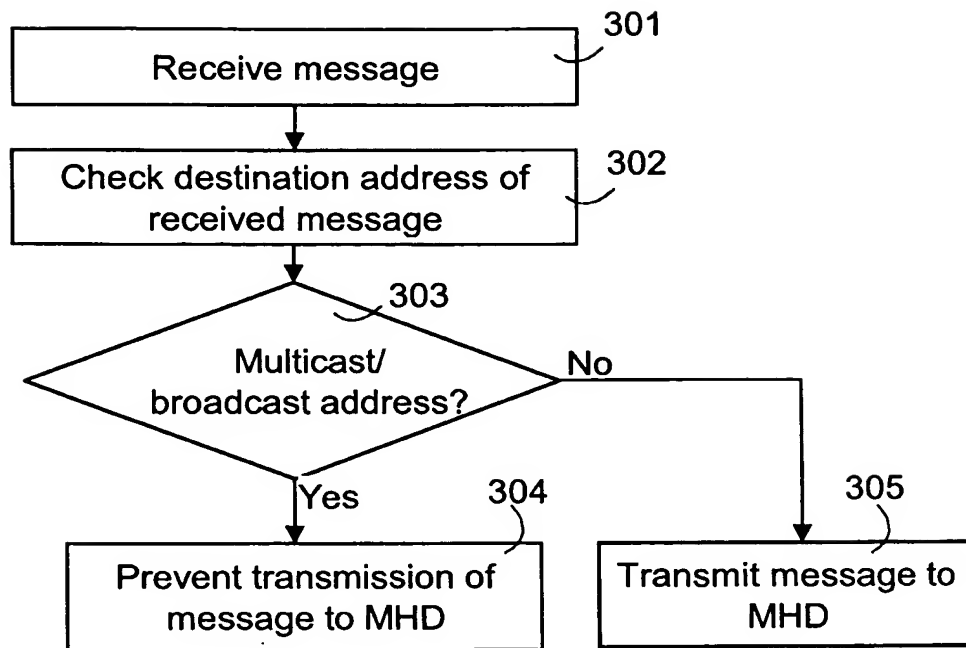 301
Receive message
302
Check destination address of
received message
303
Multicast/
broadcast address?
No
Yes
304
305
Prevent transmission of
message to MHD
Transmit message to
MHD